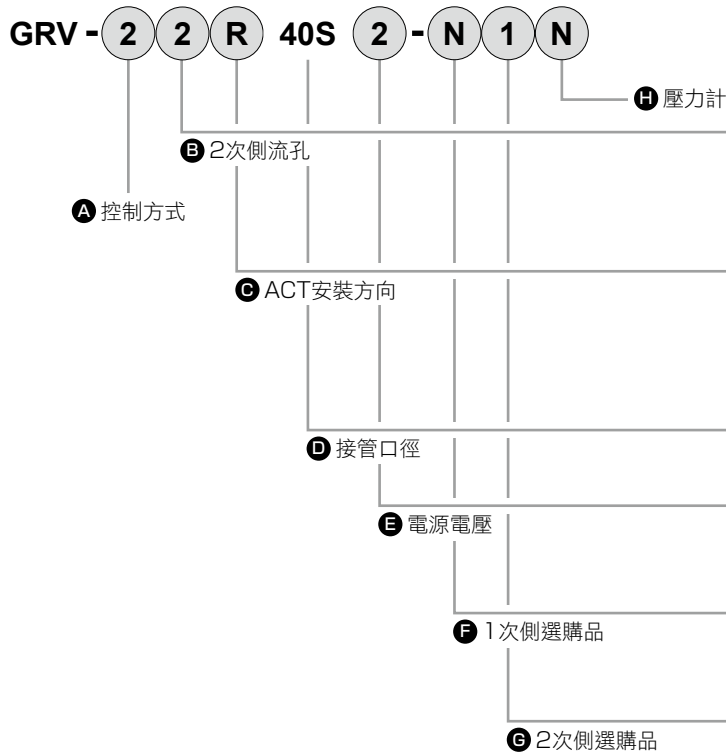 GRV - 2 2 R 40S 2 - N 1 N
H 壓力計
B 2次側流孔
A 控制方式
C ACT安裝方向
D 接管口徑
E 電源電壓
F 1次側選購品
G 2次側選購品